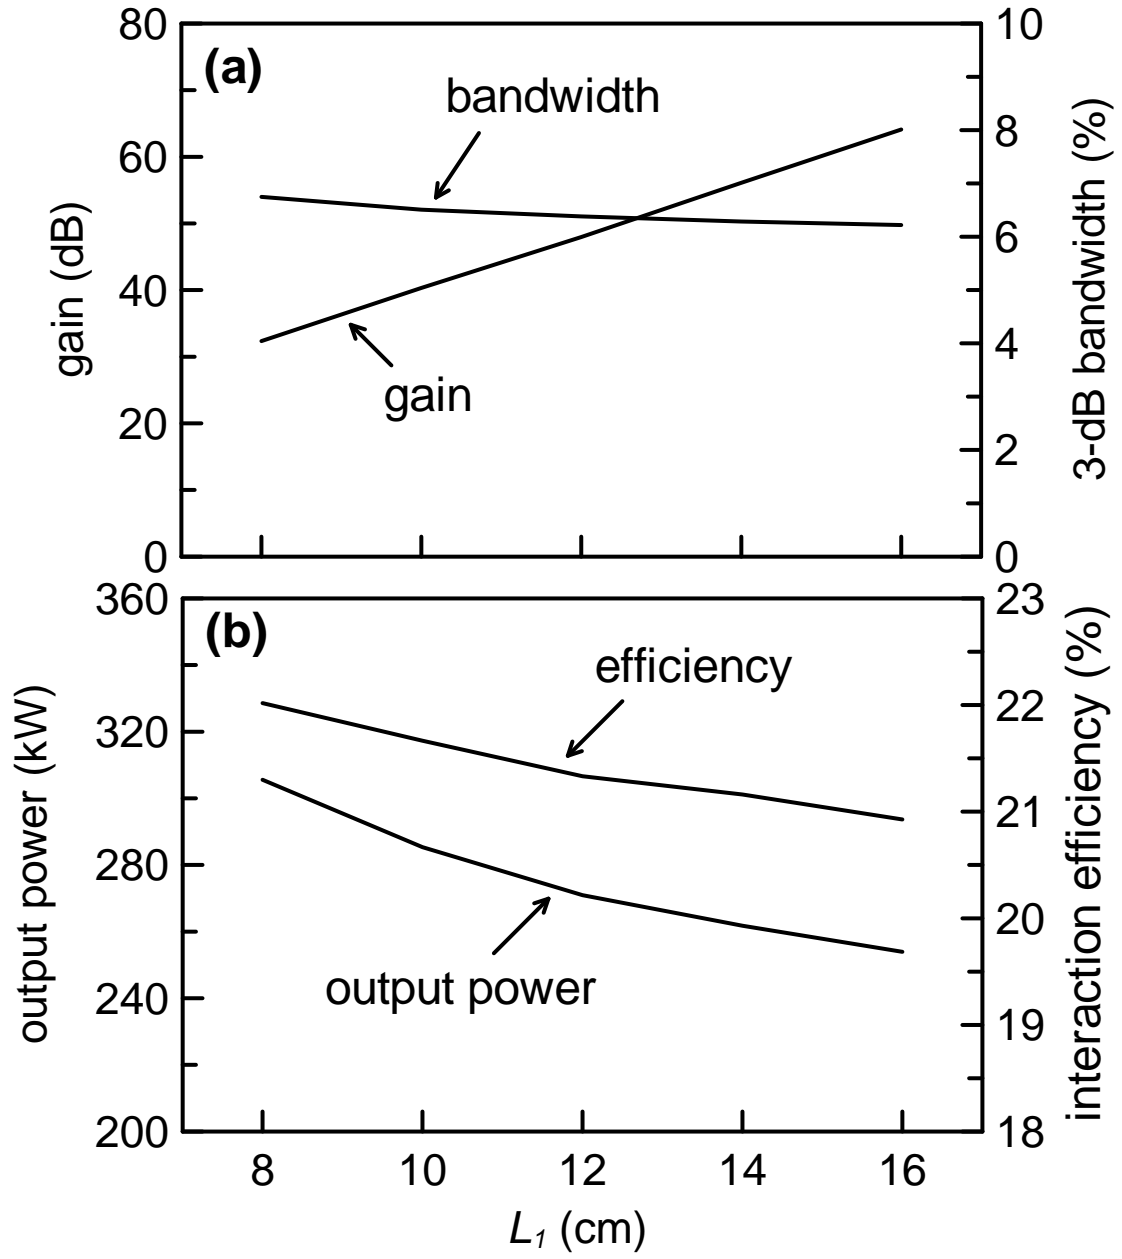 (a)
80
60
40
20
0
gain (dB)
bandwidth
gain
10
8
6
4
2
0
3-dB bandwidth (%)
(b)
360
320
280
240
200
output power (kW)
efficiency
output power
23
22
21
20
19
18
interaction efficiency (%)
8 10 12 14 16
L1 (cm)